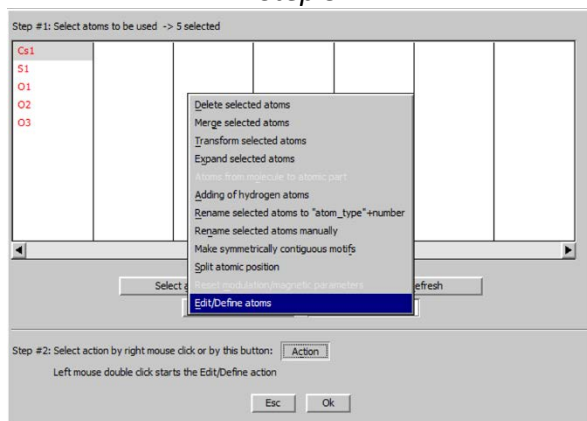 Step #1: Select atoms to be used -> 5 selected
Cs1
S1
O1
O2
O3
Delete selected atoms
Merge selected atoms
Transform selected atoms
Expand selected atoms
Atoms from molecule to atomic part
Adding of hydrogen atoms
Rename selected atoms to "atom_type"+number
Rename selected atoms manually
Make symmetrically contiguous motifs
Split atomic position
Select
Reset modulation/magnetic parameters
efresh
Edit/Define atoms
Step #2: Select action by right mouse click or by this button: Action
Left mouse double click starts the Edit/Define action
Esc Ok